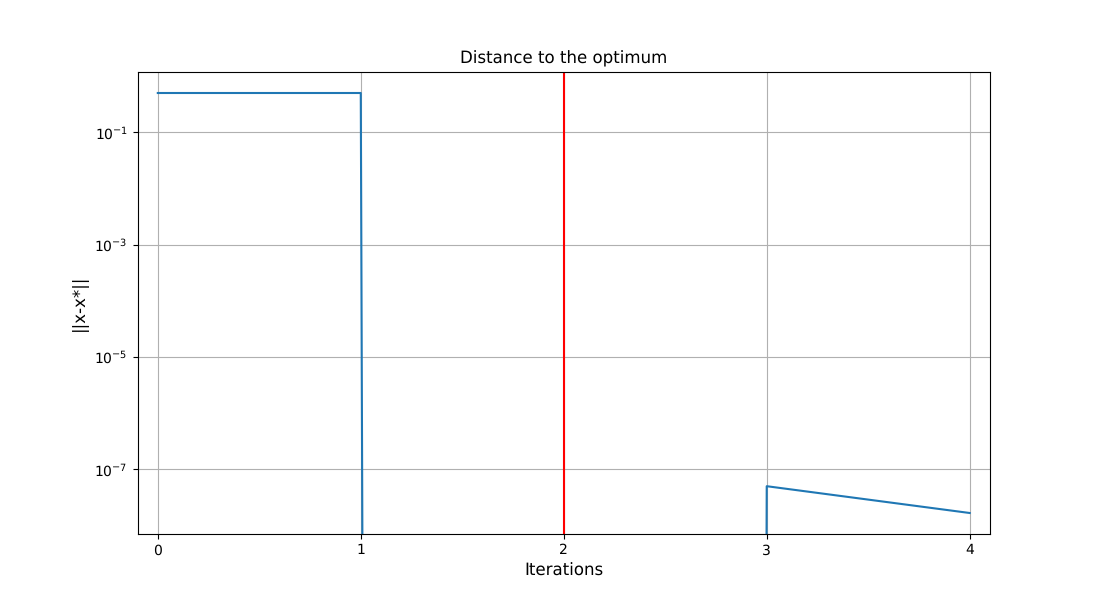 Distance to the optimum
||x-x*||
10⁻¹
10⁻³
10⁻⁵
10⁻⁷
0 1 2 3 4
Iterations